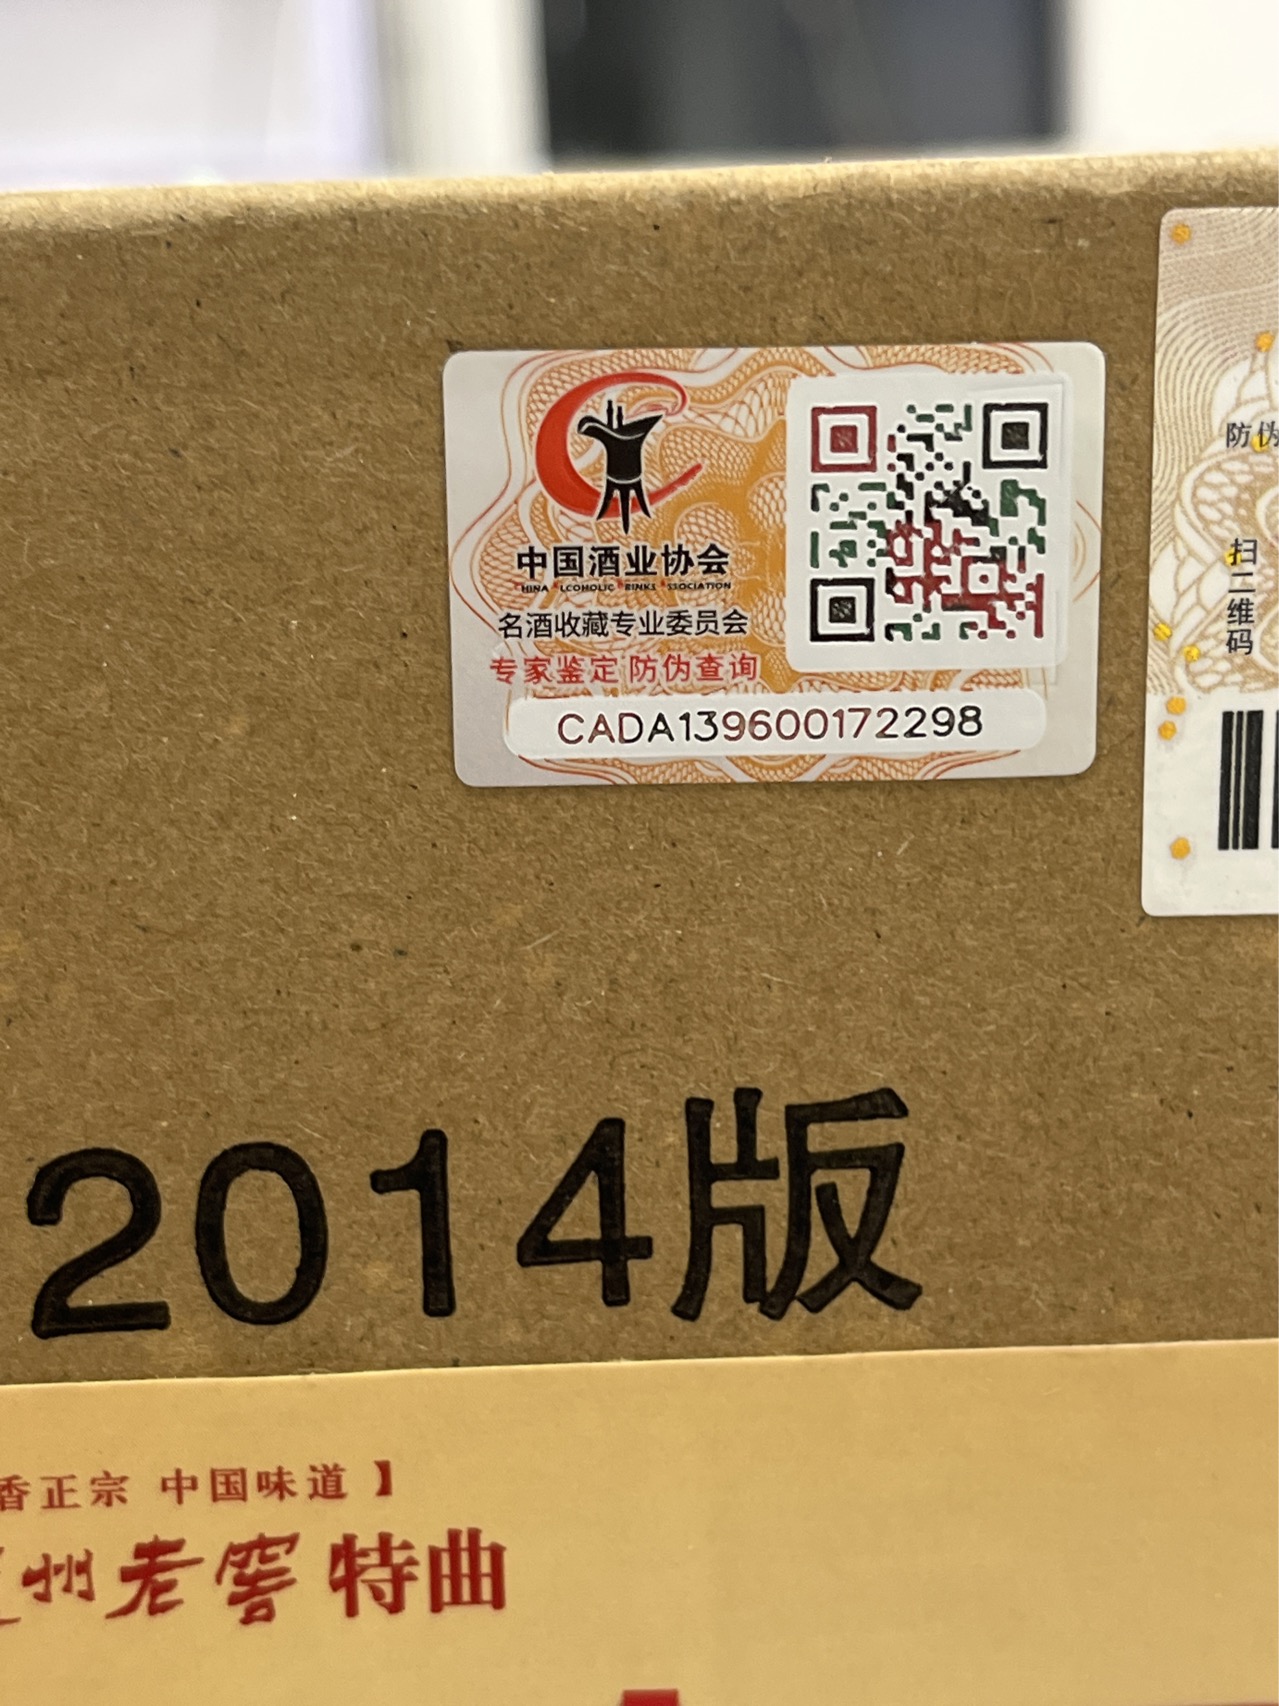 中国酒业协会
CHINA ALCOHOLIC DRINKS ASSOCIATION
名酒收藏专业委员会
专家鉴定 防伪查询
CADA139600172298
防伪
扫二维码
2014版
香正宗 中国味道】
泸州老窖 特曲